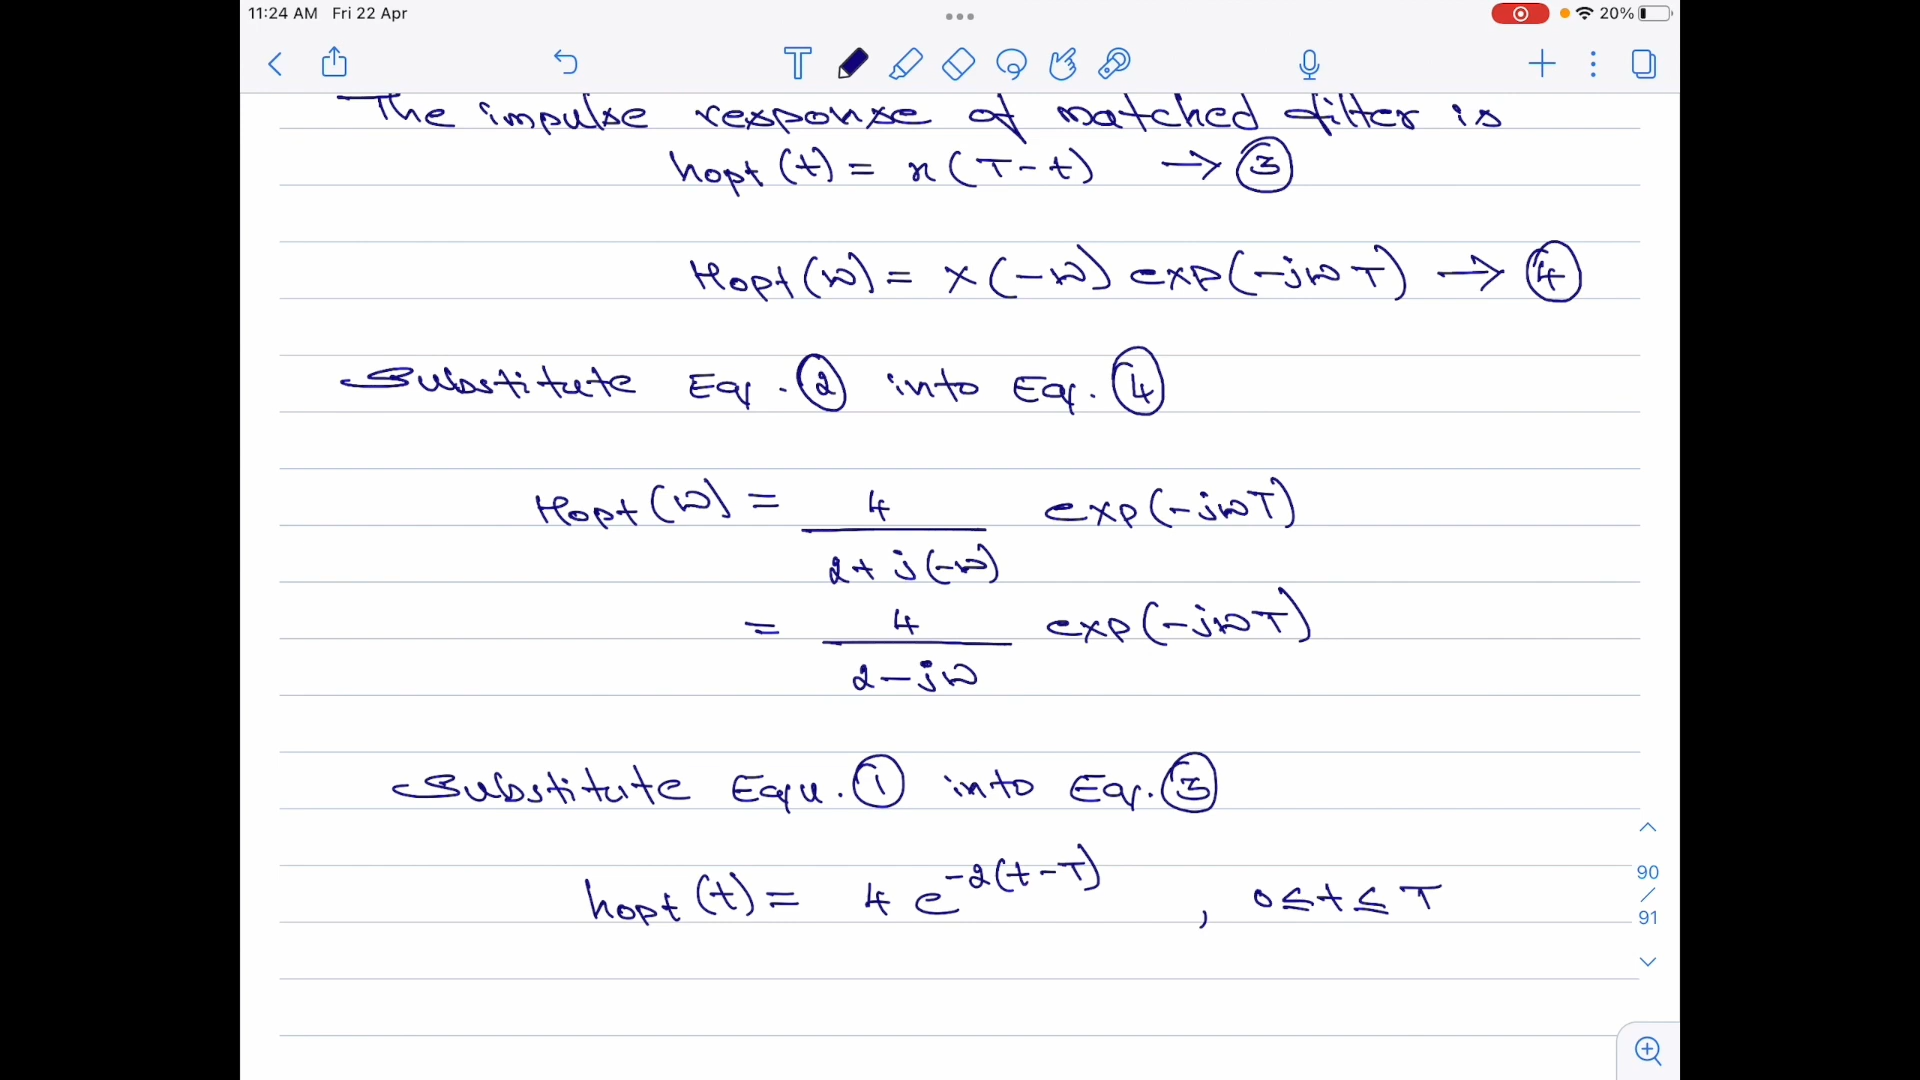 11:24 AM Fri 22 Apr
20%
T
The impulse response of matched filter is
hopt (t) = x (T - t) → ③
Hopt (ω) = X (-ω) exp (-jωT) → ④
Substitute Eq. ② into Eq. ④
Hopt (ω) = 4 exp (-jωT)
2 + j (-ω)
= 4 exp (-jωT)
2 - jω
Substitute Equ. ① into Eq. ③
hopt (t) = 4 e^-2(t-T) , 0 ≤ t ≤ T
90
/
91